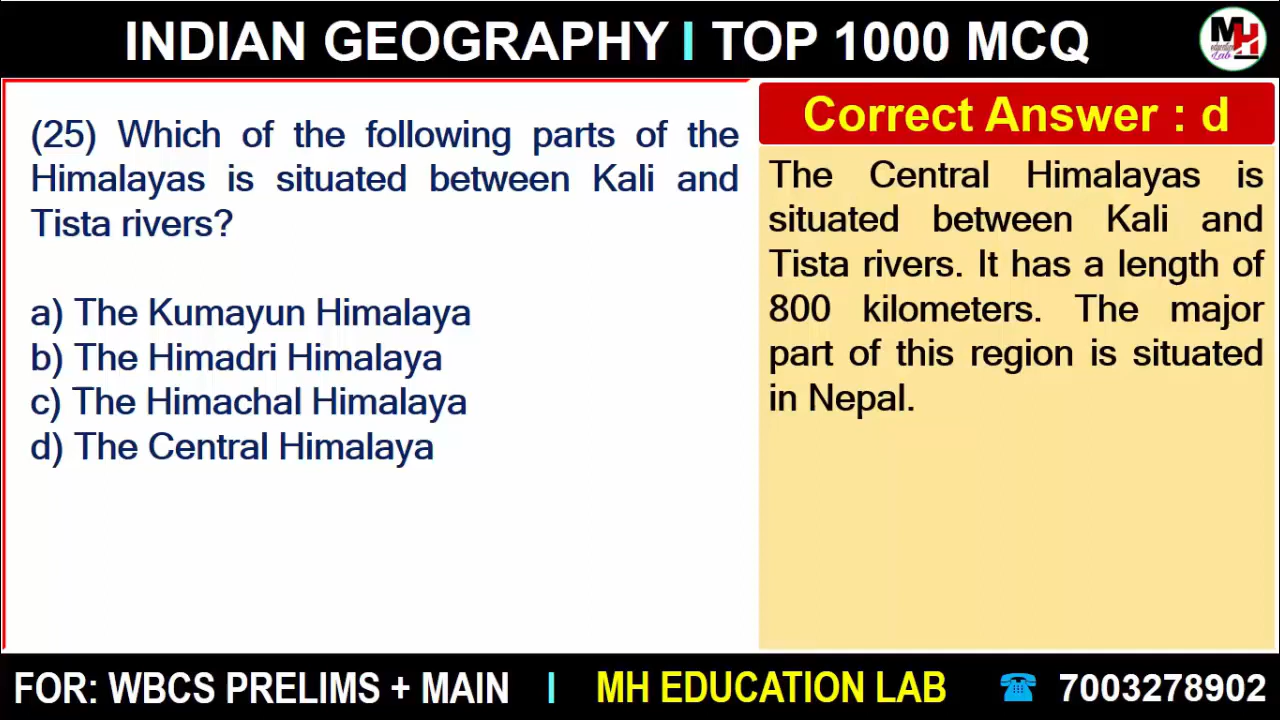 INDIAN GEOGRAPHY I TOP 1000 MCQ
MH
education
Lab
(25) Which of the following parts of the
Himalayas is situated between Kali and
Tista rivers?
a) The Kumayun Himalaya
b) The Himadri Himalaya
c) The Himachal Himalaya
d) The Central Himalaya
Correct Answer : d
The Central Himalayas is
situated between Kali and
Tista rivers. It has a length of
800 kilometers. The major
part of this region is situated
in Nepal.
FOR: WBCS PRELIMS + MAIN I MH EDUCATION LAB ☎ 7003278902